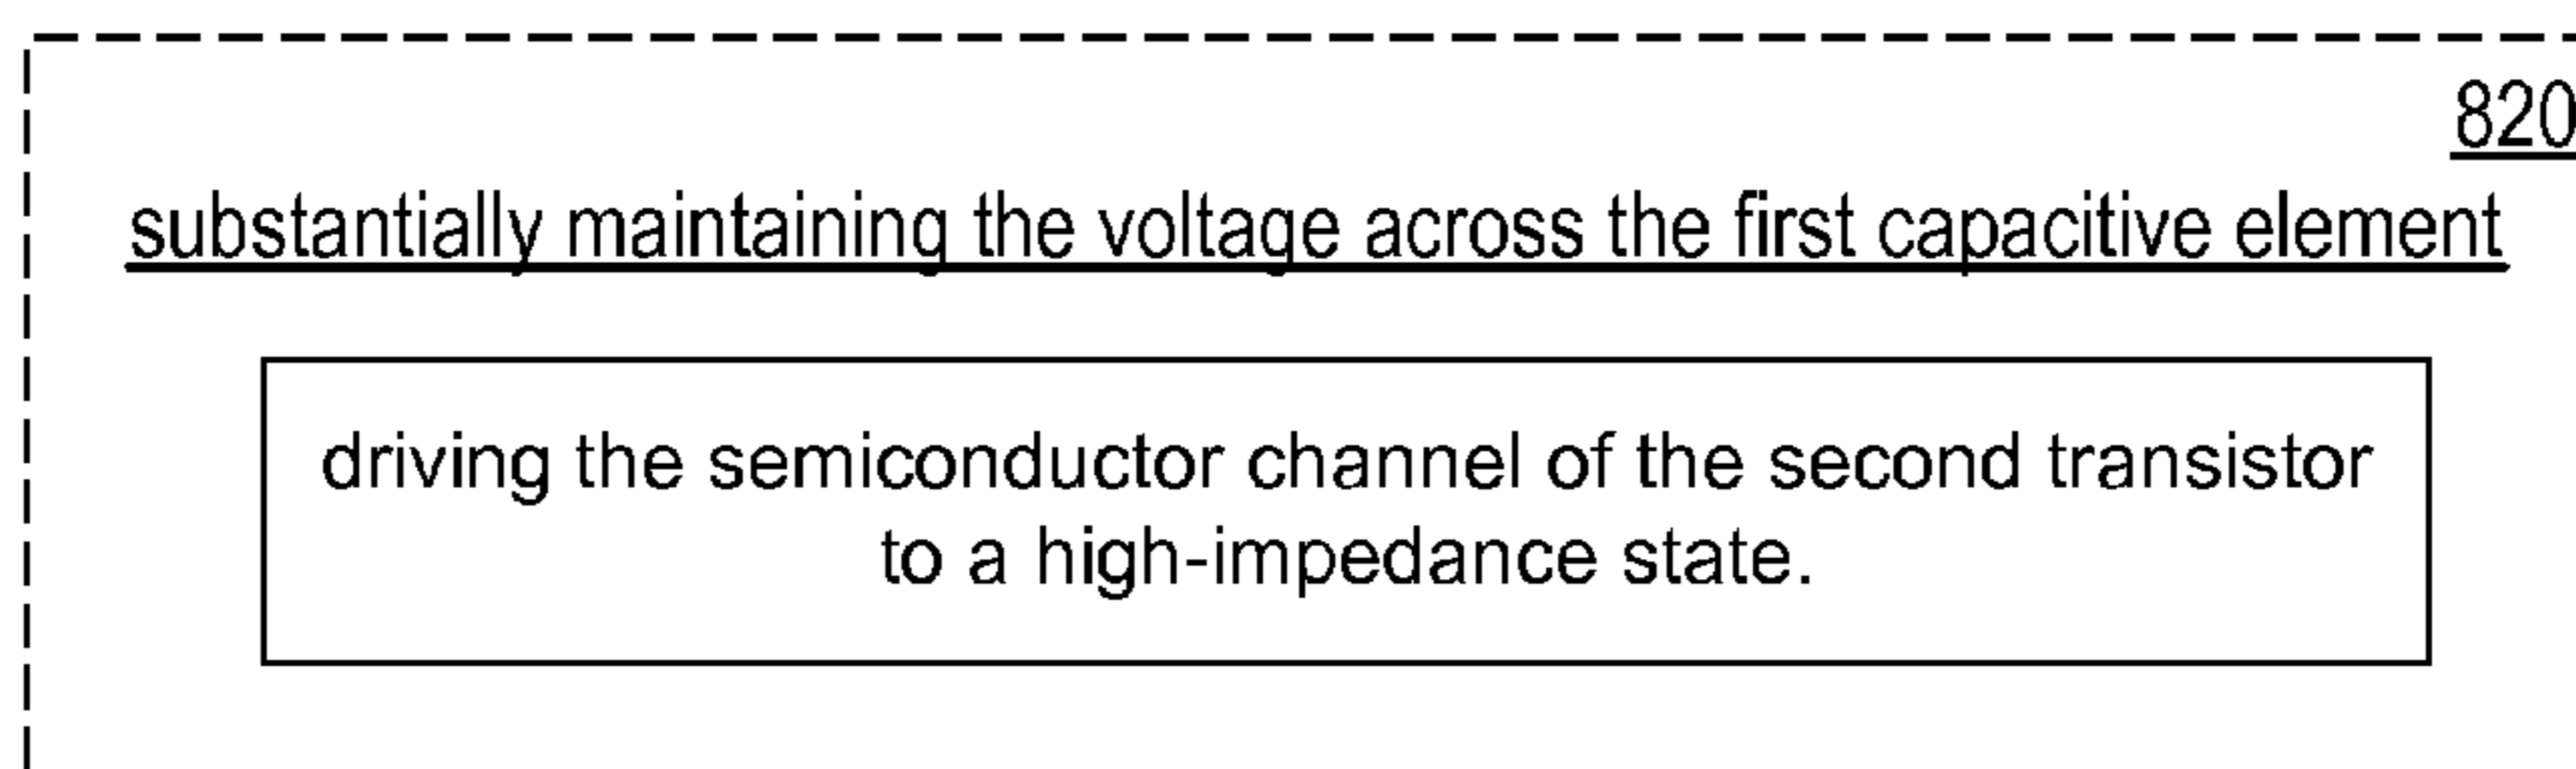 820
substantially maintaining the voltage across the first capacitive element
driving the semiconductor channel of the second transistor
to a high-impedance state.